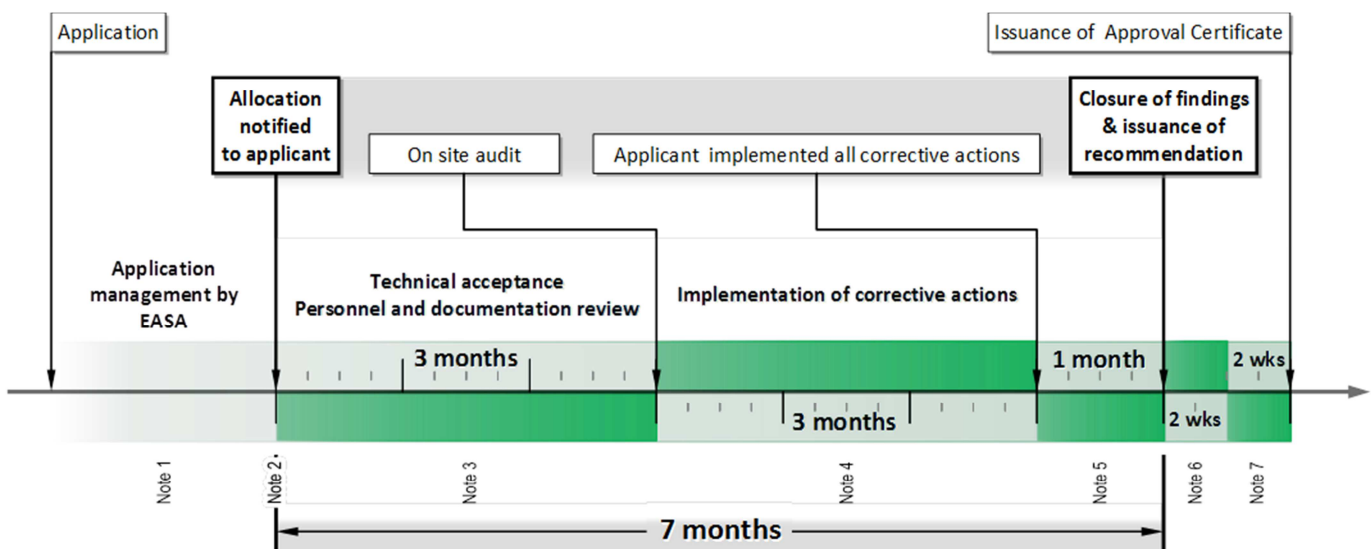 Application
Issuance of Approval Certificate
Allocation
notified
to applicant
On site audit
Applicant implemented all corrective actions
Closure of findings
& issuance of
recommendation
Application
management by
EASA
Technical acceptance
Personnel and documentation review
Implementation of corrective actions
3 months
1 month
2 wks
3 months
2 wks
Note 1
Note 2
Note 3
Note 4
Note 5
Note 6
Note 7
7 months